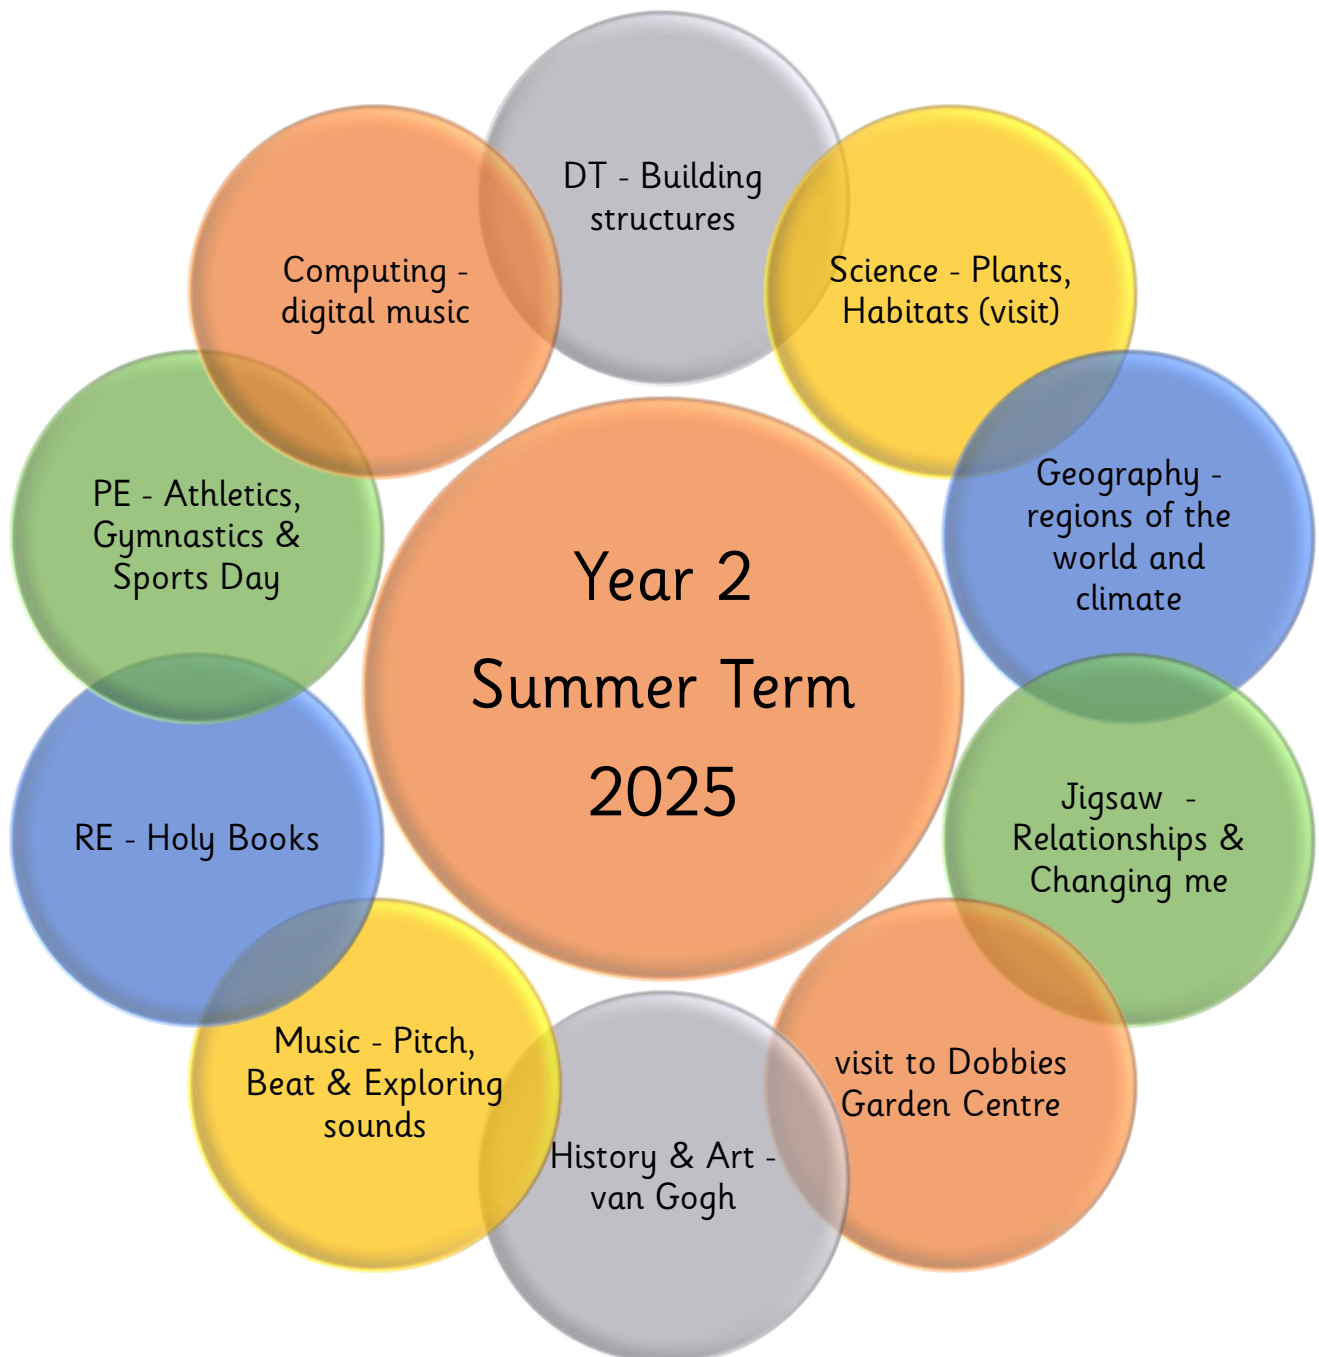 DT - Building
structures
Science - Plants,
Habitats (visit)
Geography -
regions of the
world and
climate
Jigsaw  -
Relationships &
Changing me
visit to Dobbies
Garden Centre
History & Art -
van Gogh
Music - Pitch,
Beat & Exploring
sounds
RE - Holy Books
PE - Athletics,
Gymnastics &
Sports Day
Computing -
digital music
Year 2
Summer Term
2025